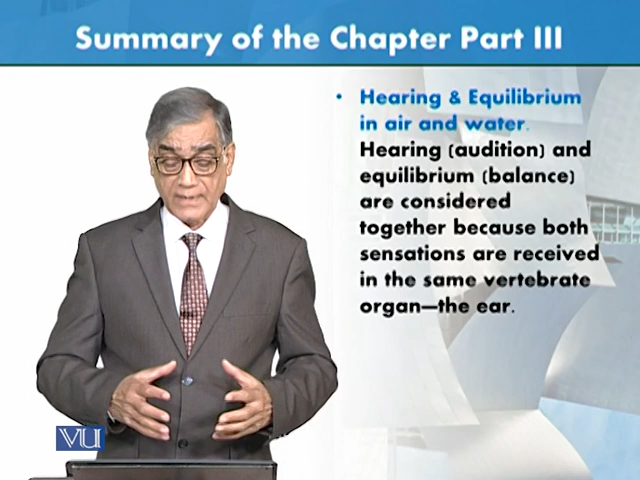 Summary of the Chapter Part III
• Hearing & Equilibrium
in air and water.
Hearing (audition) and
equilibrium (balance)
are considered
together because both
sensations are received
in the same vertebrate
organ—the ear.
VU